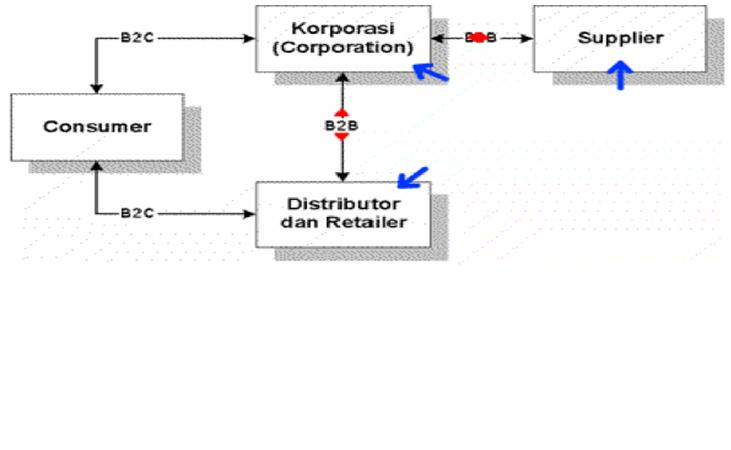 Korporasi
(Corporation)
Supplier
B2C
Consumer
B2B
B2C
Distributor
dan Retailer